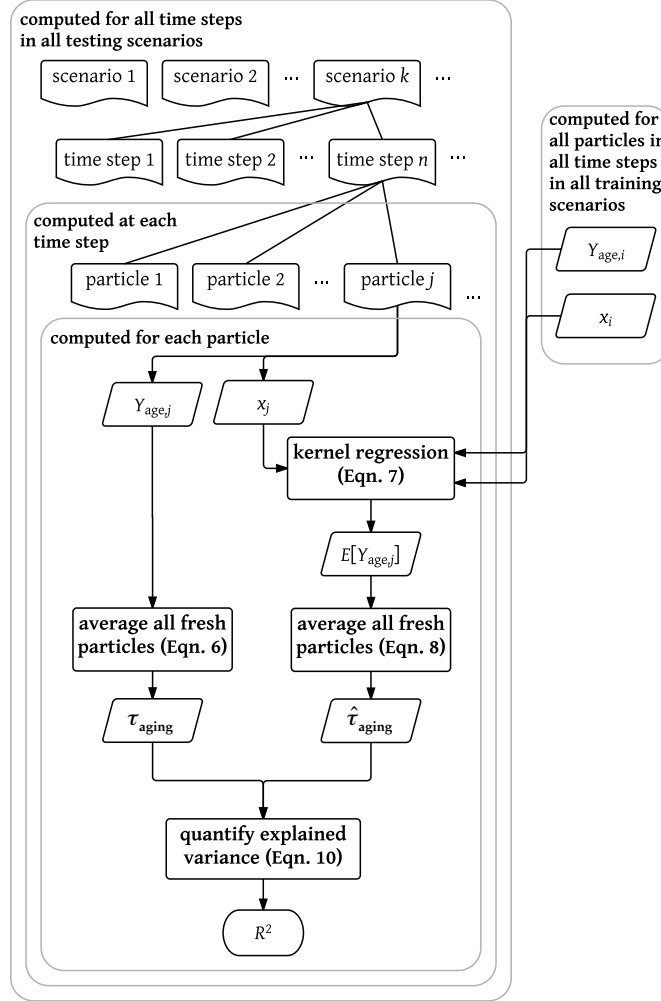 computed for all time steps
in all testing scenarios
scenario 1
scenario 2
...
scenario k
...
time step 1
time step 2
...
time step n
...
computed at each
time step
particle 1
particle 2
...
particle j
...
computed for each particle
Y_age,j
x_j
kernel regression
(Eqn. 7)
E[Y_age,j]
average all fresh
particles (Eqn. 6)
average all fresh
particles (Eqn. 8)
τ_aging
τ̂_aging
quantify explained
variance (Eqn. 10)
R²
computed for
all particles in
all time steps
in all training
scenarios
Y_age,i
x_i